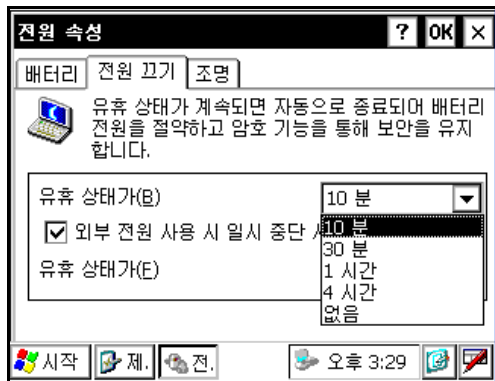 전원 속성 ? OK ×
배터리 전원 끄기 조명
유휴 상태가 계속되면 자동으로 종료되어 배터리
전원을 절약하고 암호 기능을 통해 보안을 유지
합니다.
유휴 상태가(B) 10 분
외부 전원 사용 시 일시 중단
10 분
30 분
유휴 상태가(E)
1 시간
4 시간
없음
시작 제. 전. 오후 3:29